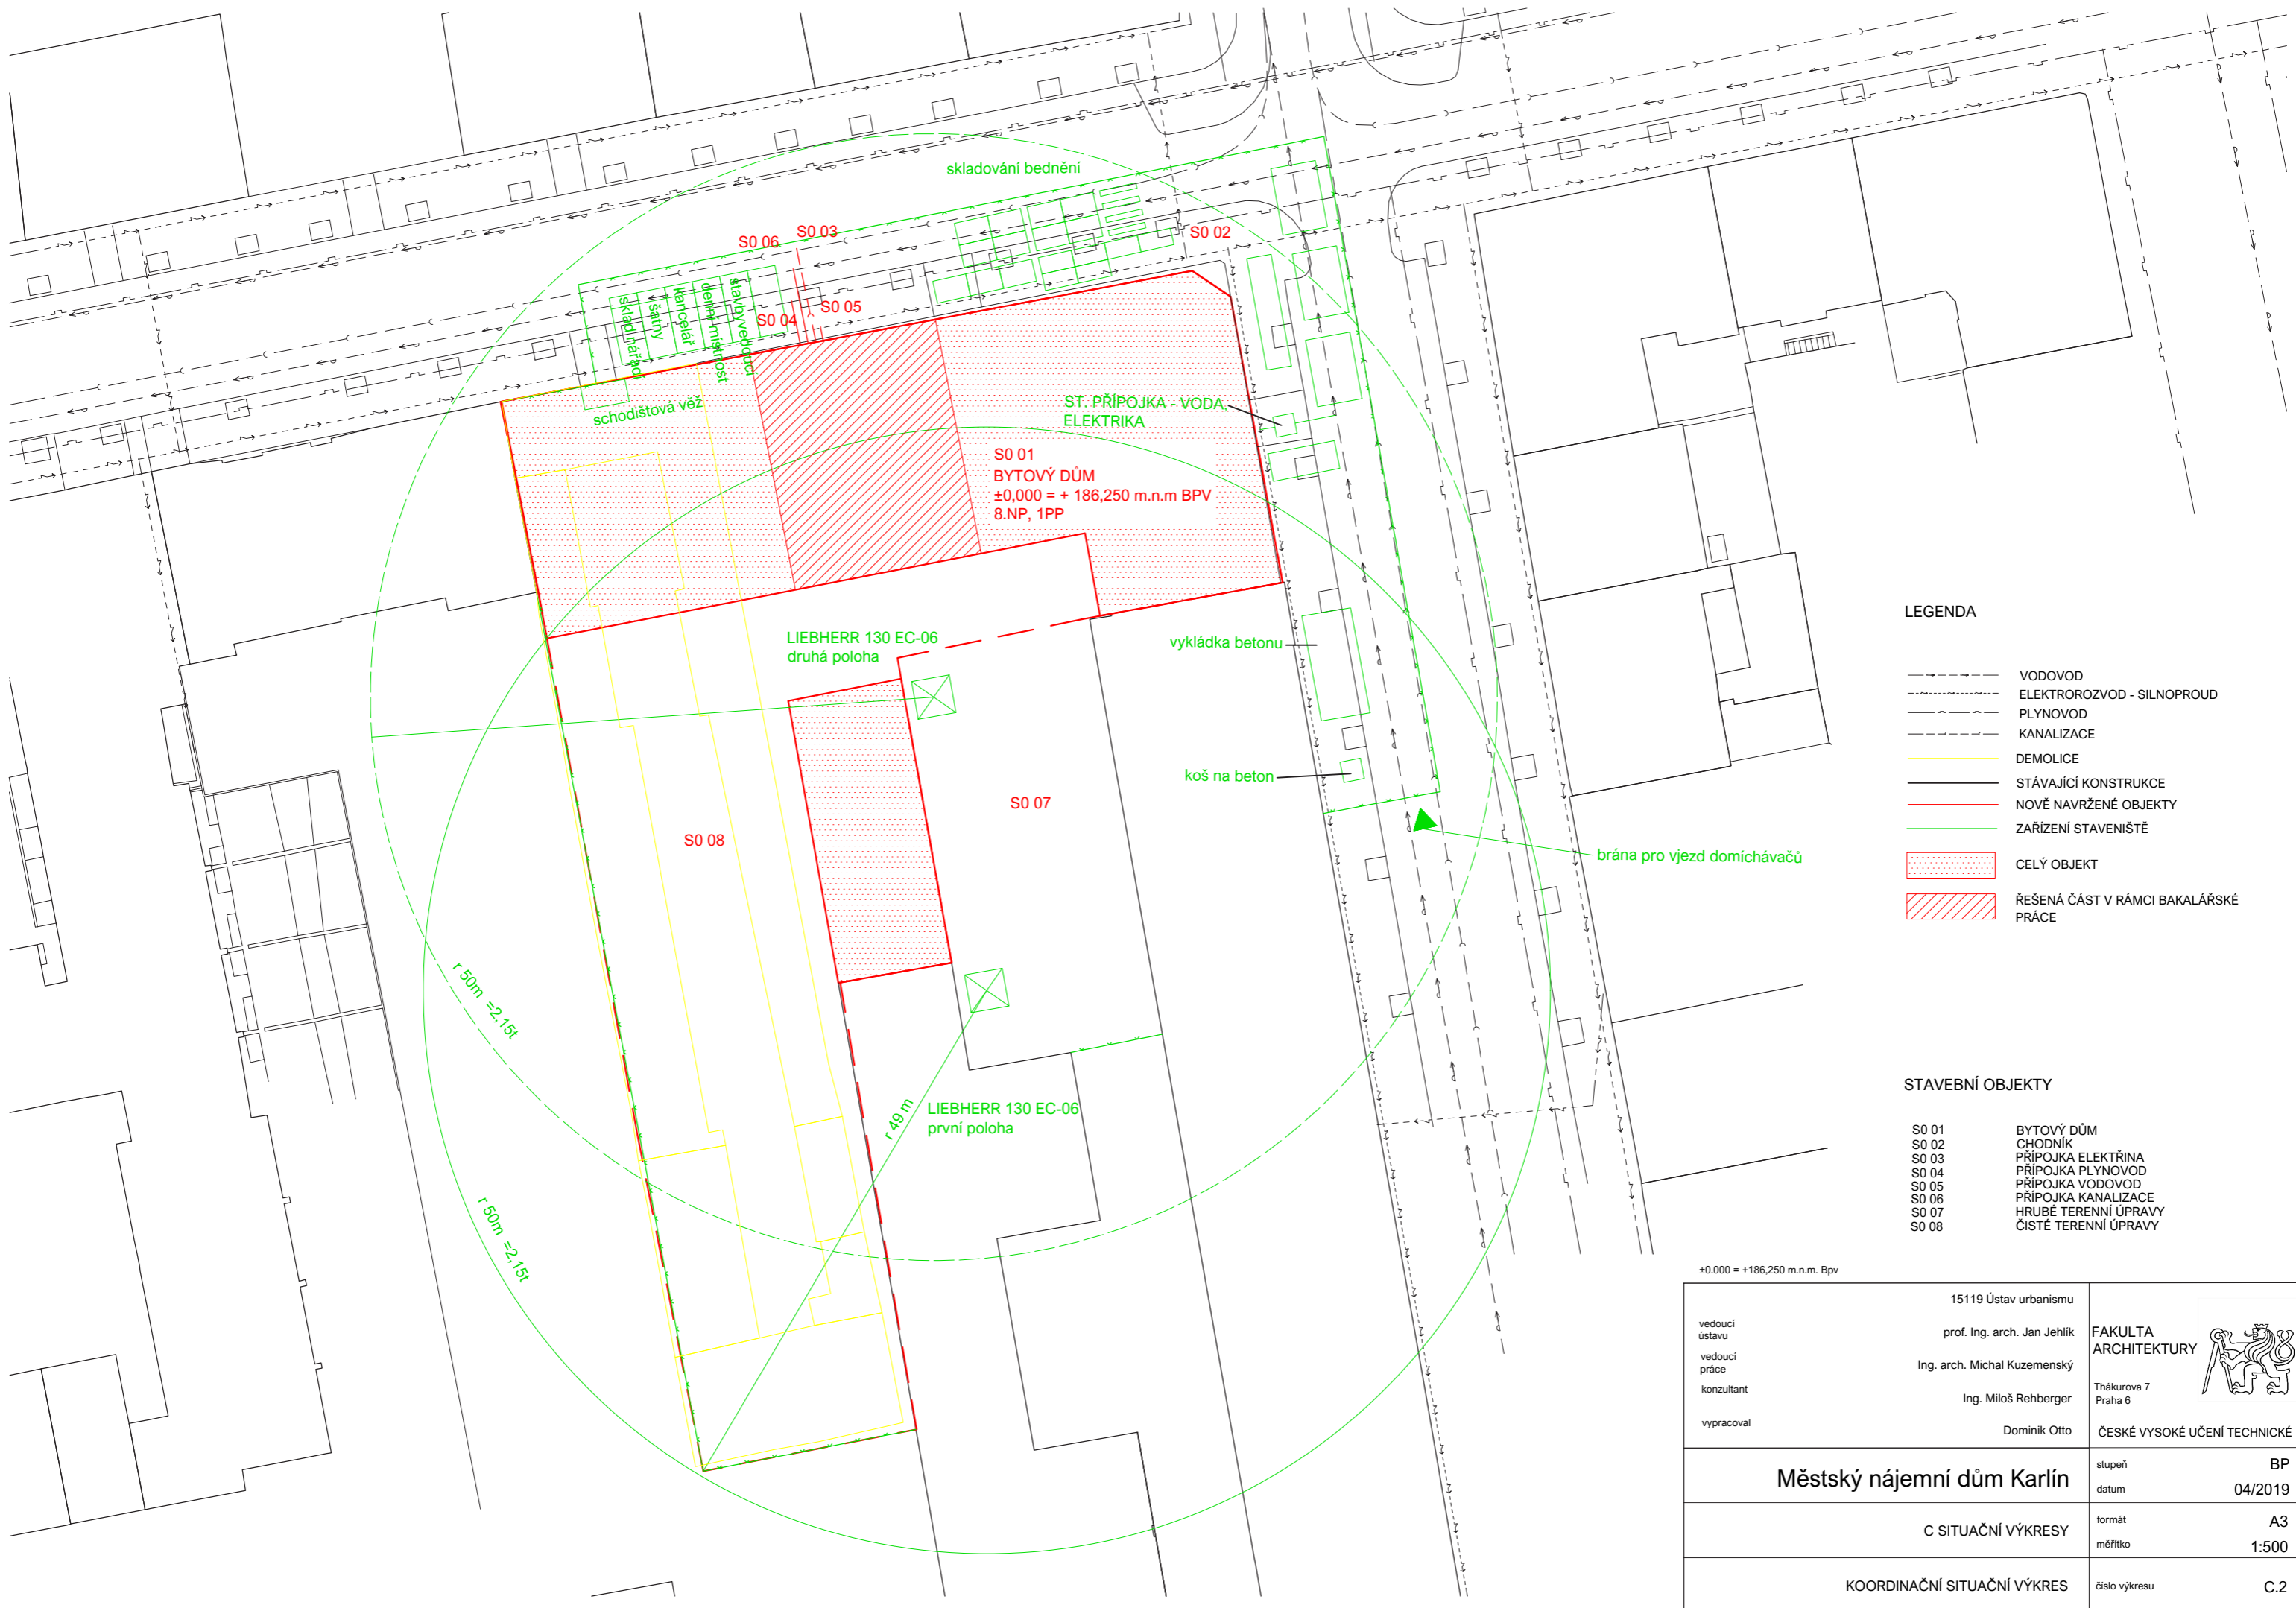 skladování bednění
S0 06
S0 03
S0 02
S0 04
S0 05
sklad nářadí
šatny
kancelář
denní místnost
stavbyvedoucí
schodišťová věž
ST. PŘÍPOJKA - VODA,
ELEKTRIKA
S0 01
BYTOVÝ DŮM
±0,000 = + 186,250 m.n.m BPV
8.NP, 1PP
LIEBHERR 130 EC-06
druhá poloha
vykládka betonu
koš na beton
S0 07
S0 08
brána pro vjezd domíchávačů
r 50m =2,15t
r 49 m
LIEBHERR 130 EC-06
první poloha
r 50m =2,15t
LEGENDA
VODOVOD
ELEKTROROZVOD - SILNOPROUD
PLYNOVOD
KANALIZACE
DEMOLICE
STÁVAJÍCÍ KONSTRUKCE
NOVĚ NAVRŽENÉ OBJEKTY
ZAŘÍZENÍ STAVENIŠTĚ
CELÝ OBJEKT
ŘEŠENÁ ČÁST V RÁMCI BAKALÁŘSKÉ
PRÁCE
STAVEBNÍ OBJEKTY
S0 01 BYTOVÝ DŮM
S0 02 CHODNÍK
S0 03 PŘÍPOJKA ELEKTŘINA
S0 04 PŘÍPOJKA PLYNOVOD
S0 05 PŘÍPOJKA VODOVOD
S0 06 PŘÍPOJKA KANALIZACE
S0 07 HRUBÉ TERENNÍ ÚPRAVY
S0 08 ČISTÉ TERENNÍ ÚPRAVY
±0.000 = +186,250 m.n.m. Bpv
15119 Ústav urbanismu
vedoucí
ústavu
prof. Ing. arch. Jan Jehlík
vedoucí
práce
Ing. arch. Michal Kuzemenský
konzultant
Ing. Miloš Rehberger
vypracoval
Dominik Otto
FAKULTA
ARCHITEKTURY
Thákurova 7
Praha 6
ČESKÉ VYSOKÉ UČENÍ TECHNICKÉ
Městský nájemní dům Karlín
stupeň BP
datum 04/2019
C SITUAČNÍ VÝKRESY
formát A3
měřítko 1:500
KOORDINAČNÍ SITUAČNÍ VÝKRES
číslo výkresu C.2